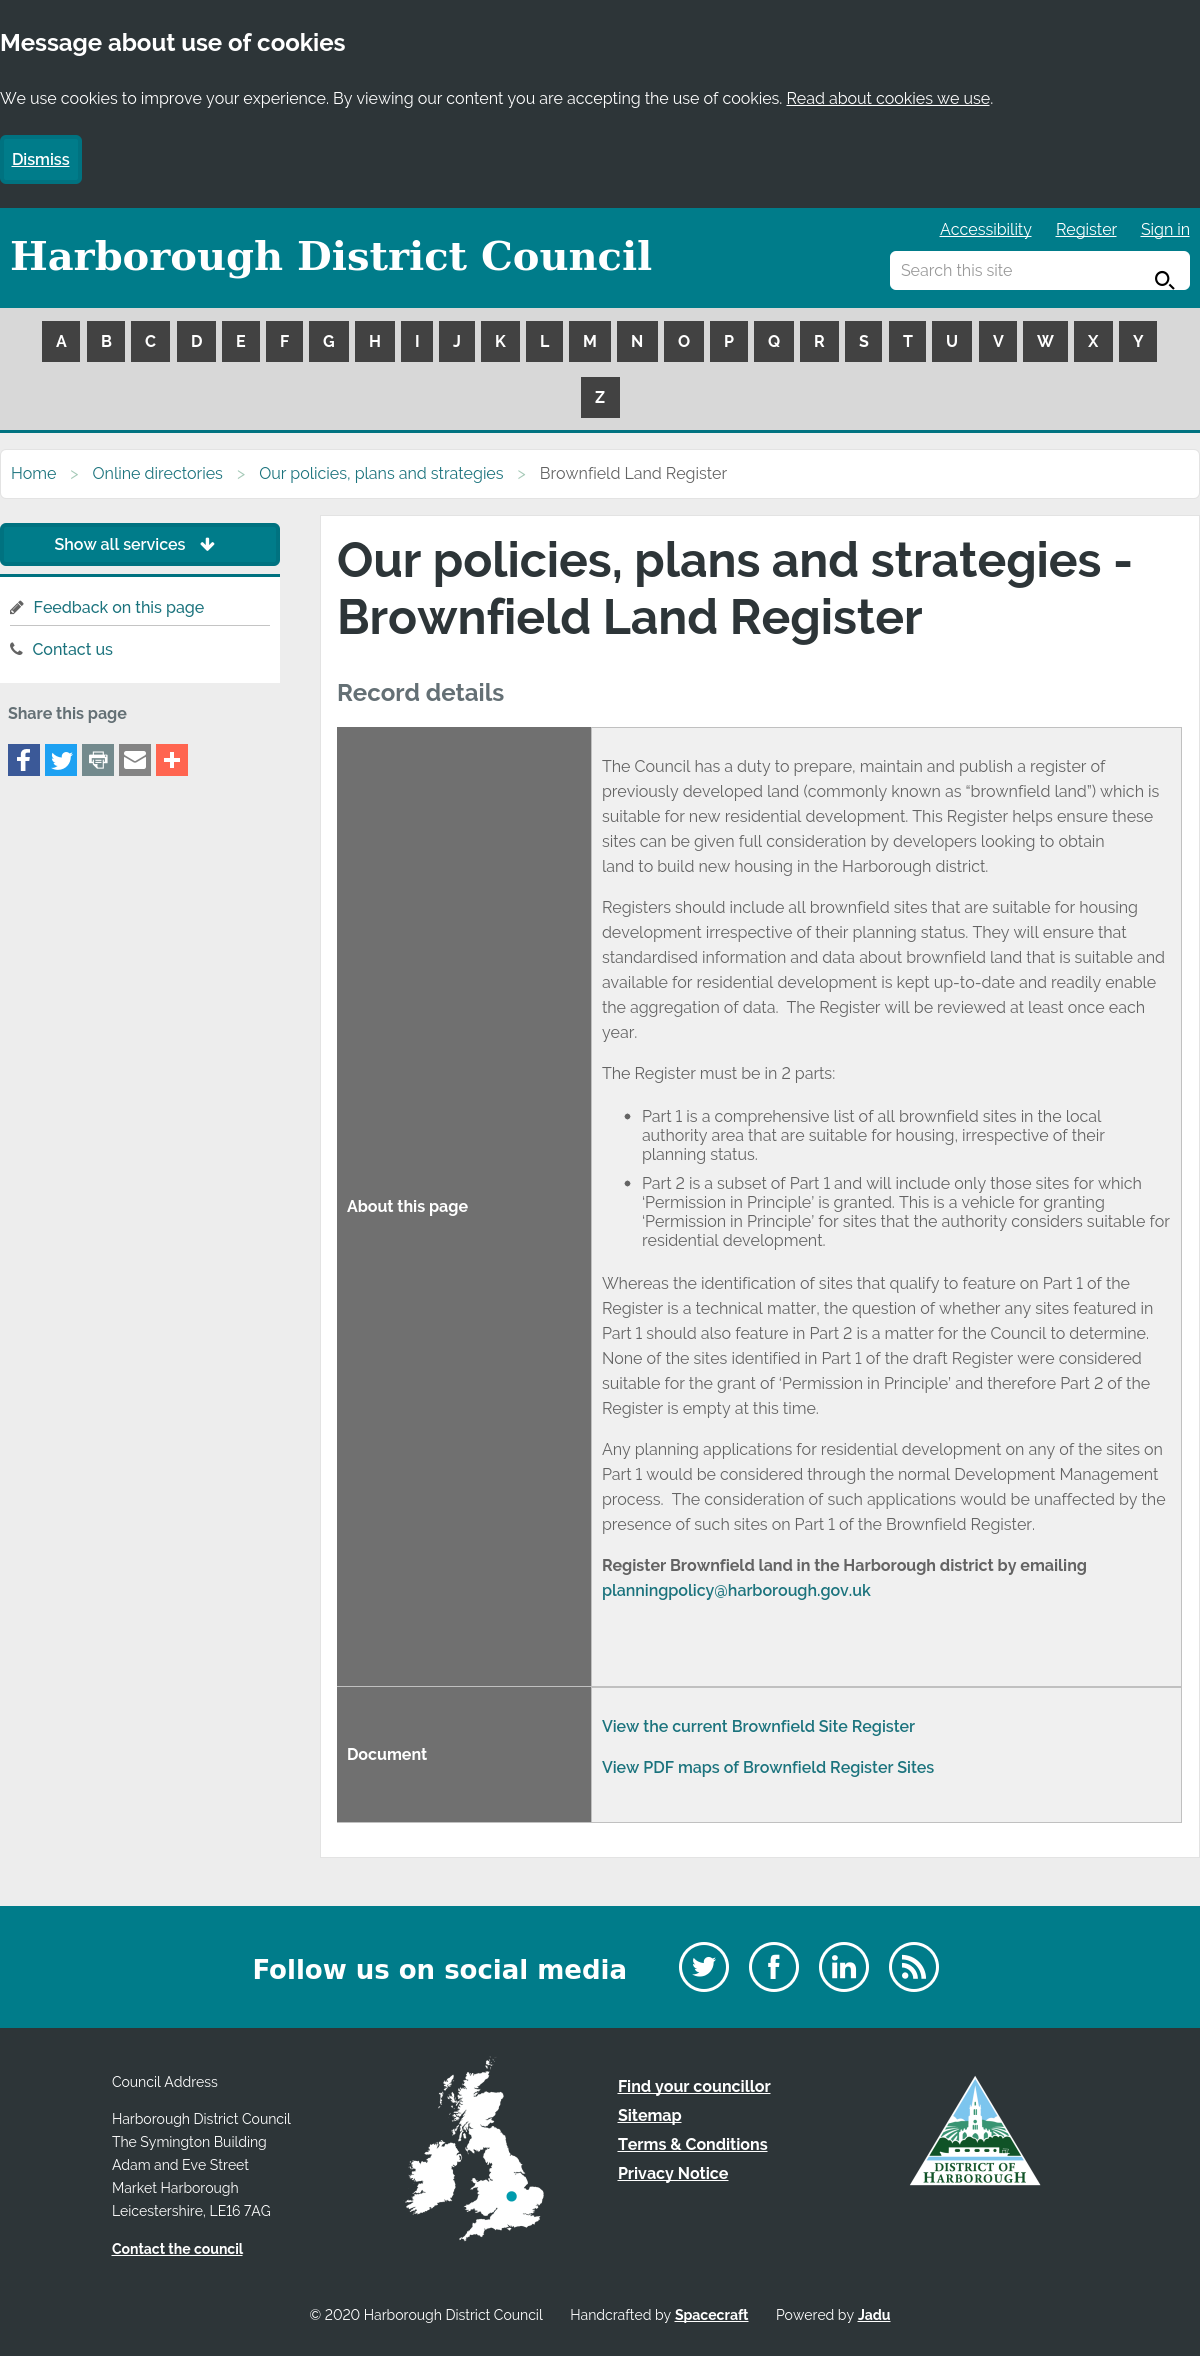 Message about use of cookies
We use cookies to improve your experience. By viewing our content you are accepting the use of cookies. Read about cookies we use.
Dismiss
Accessibility Register Sign in
Harborough District Council
Search this site
A B C D E F G H I J K L M N O P Q R S T U V W X Y
Z
Home > Online directories > Our policies, plans and strategies > Brownfield Land Register
Show all services
Feedback on this page
Contact us
Share this page
Our policies, plans and strategies -
Brownfield Land Register
Record details
About this page
The Council has a duty to prepare, maintain and publish a register of
previously developed land (commonly known as “brownfield land”) which is
suitable for new residential development. This Register helps ensure these
sites can be given full consideration by developers looking to obtain
land to build new housing in the Harborough district.
Registers should include all brownfield sites that are suitable for housing
development irrespective of their planning status. They will ensure that
standardised information and data about brownfield land that is suitable and
available for residential development is kept up-to-date and readily enable
the aggregation of data.  The Register will be reviewed at least once each
year.
The Register must be in 2 parts:
• Part 1 is a comprehensive list of all brownfield sites in the local
authority area that are suitable for housing, irrespective of their
planning status.
• Part 2 is a subset of Part 1 and will include only those sites for which
‘Permission in Principle’ is granted. This is a vehicle for granting
‘Permission in Principle’ for sites that the authority considers suitable for
residential development.
Whereas the identification of sites that qualify to feature on Part 1 of the
Register is a technical matter, the question of whether any sites featured in
Part 1 should also feature in Part 2 is a matter for the Council to determine.
None of the sites identified in Part 1 of the draft Register were considered
suitable for the grant of ‘Permission in Principle’ and therefore Part 2 of the
Register is empty at this time.
Any planning applications for residential development on any of the sites on
Part 1 would be considered through the normal Development Management
process.  The consideration of such applications would be unaffected by the
presence of such sites on Part 1 of the Brownfield Register.
Register Brownfield land in the Harborough district by emailing
planningpolicy@harborough.gov.uk
Document
View the current Brownfield Site Register
View PDF maps of Brownfield Register Sites
Follow us on social media
Council Address
Harborough District Council
The Symington Building
Adam and Eve Street
Market Harborough
Leicestershire, LE16 7AG
Contact the council
Find your councillor
Sitemap
Terms & Conditions
Privacy Notice
DISTRICT OF
HARBOROUGH
© 2020 Harborough District Council Handcrafted by Spacecraft Powered by Jadu